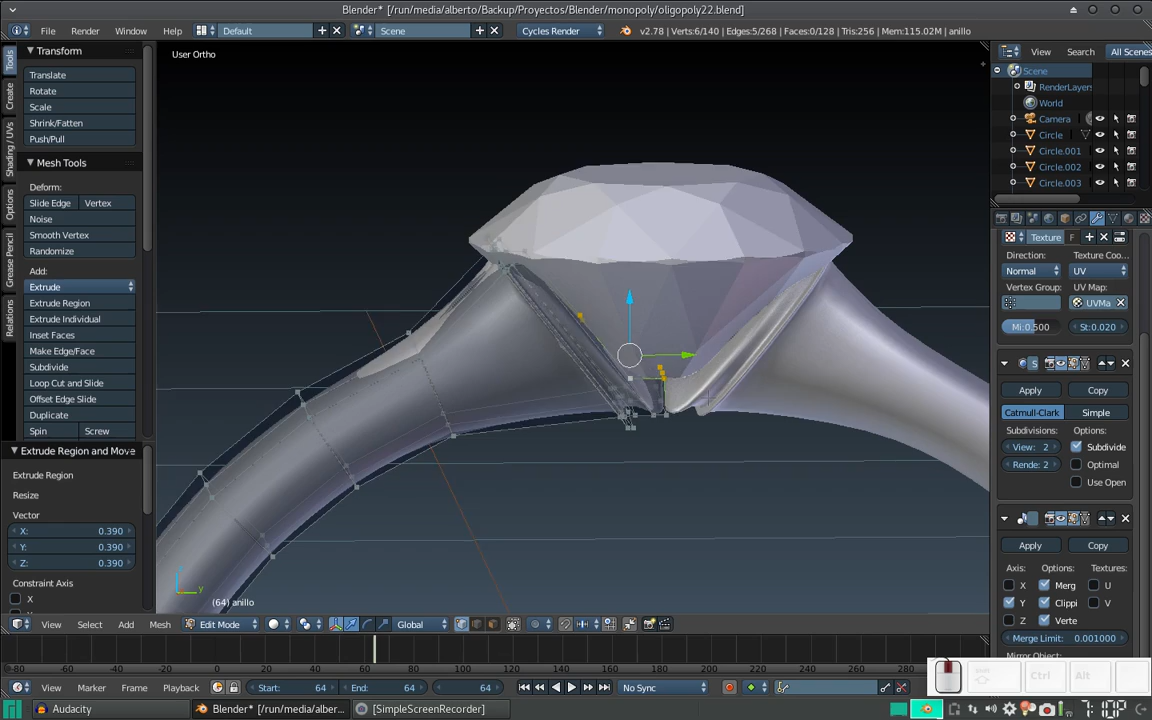 Blender* [/run/media/alberto/Backup/Proyectos/Blender/monopoly/oligopoly22.blend]
File Render Window Help Default Scene Cycles Render v2.78 | Verts:6/140 | Edges:5/268 | Faces:0/128 | Tris:256 | Mem:115.02M | anillo
Tools
Create
Shading / UVs
Options
Grease Pencil
Relations
Transform
Translate
Rotate
Scale
Shrink/Fatten
Push/Pull
Mesh Tools
Deform:
Slide Edge Vertex
Noise
Smooth Vertex
Randomize
Add:
Extrude
Extrude Region
Extrude Individual
Inset Faces
Make Edge/Face
Subdivide
Loop Cut and Slide
Offset Edge Slide
Duplicate
Spin Screw
Extrude Region and Move
Extrude Region
Resize
Vector
X: 0.390
Y: 0.390
Z: 0.390
Constraint Axis
X
User Ortho
(64) anillo
View Search All Scenes
Scene
RenderLayers
World
Camera
Circle
Circle.001
Circle.002
Circle.003
Texture F
Direction: Texture Coo...
Normal UV
Vertex Group: UV Map:
UVMa
Mi:0.500 St:0.020
S
Apply Copy
Catmull-Clark Simple
Subdivisions: Options:
View: 2 Subdivide
Rende: 2 Optimal
Use Open
Apply Copy
Axis: Options: Textures:
X Merg U
Y Clippi V
Z Verte
Merge Limit: 0.001000
Mirror Object:
View Select Add Mesh Edit Mode Global
-80 -60 -40 -20 0 20 40 60 80 100 120 140 160 180 200 220 240 260 280
View Marker Frame Playback Start: 64 End: 64 64 No Sync
Ctrl Alt
Audacity Blender* [/run/media/alber... [SimpleScreenRecorder]